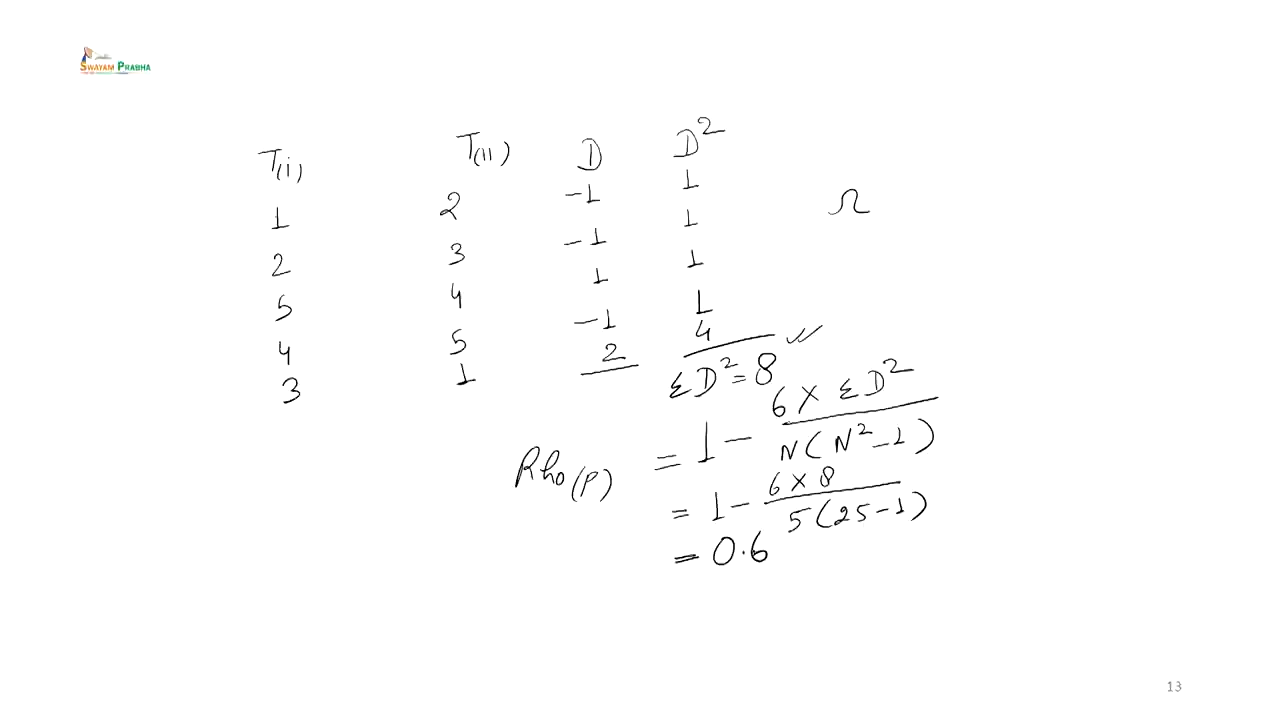 SWAYAM PRABHA
T(i) T(ii) D D²
1 2 -1 1
2 3 -1 1
5 4 1 1
4 5 -1 1
3 1 2 4
ΣD² = 8
Rho(P) = 1 - 6 × ΣD² / N(N² - 1)
= 1 - 6 × 8 / 5(25 - 1)
= 0.6
13